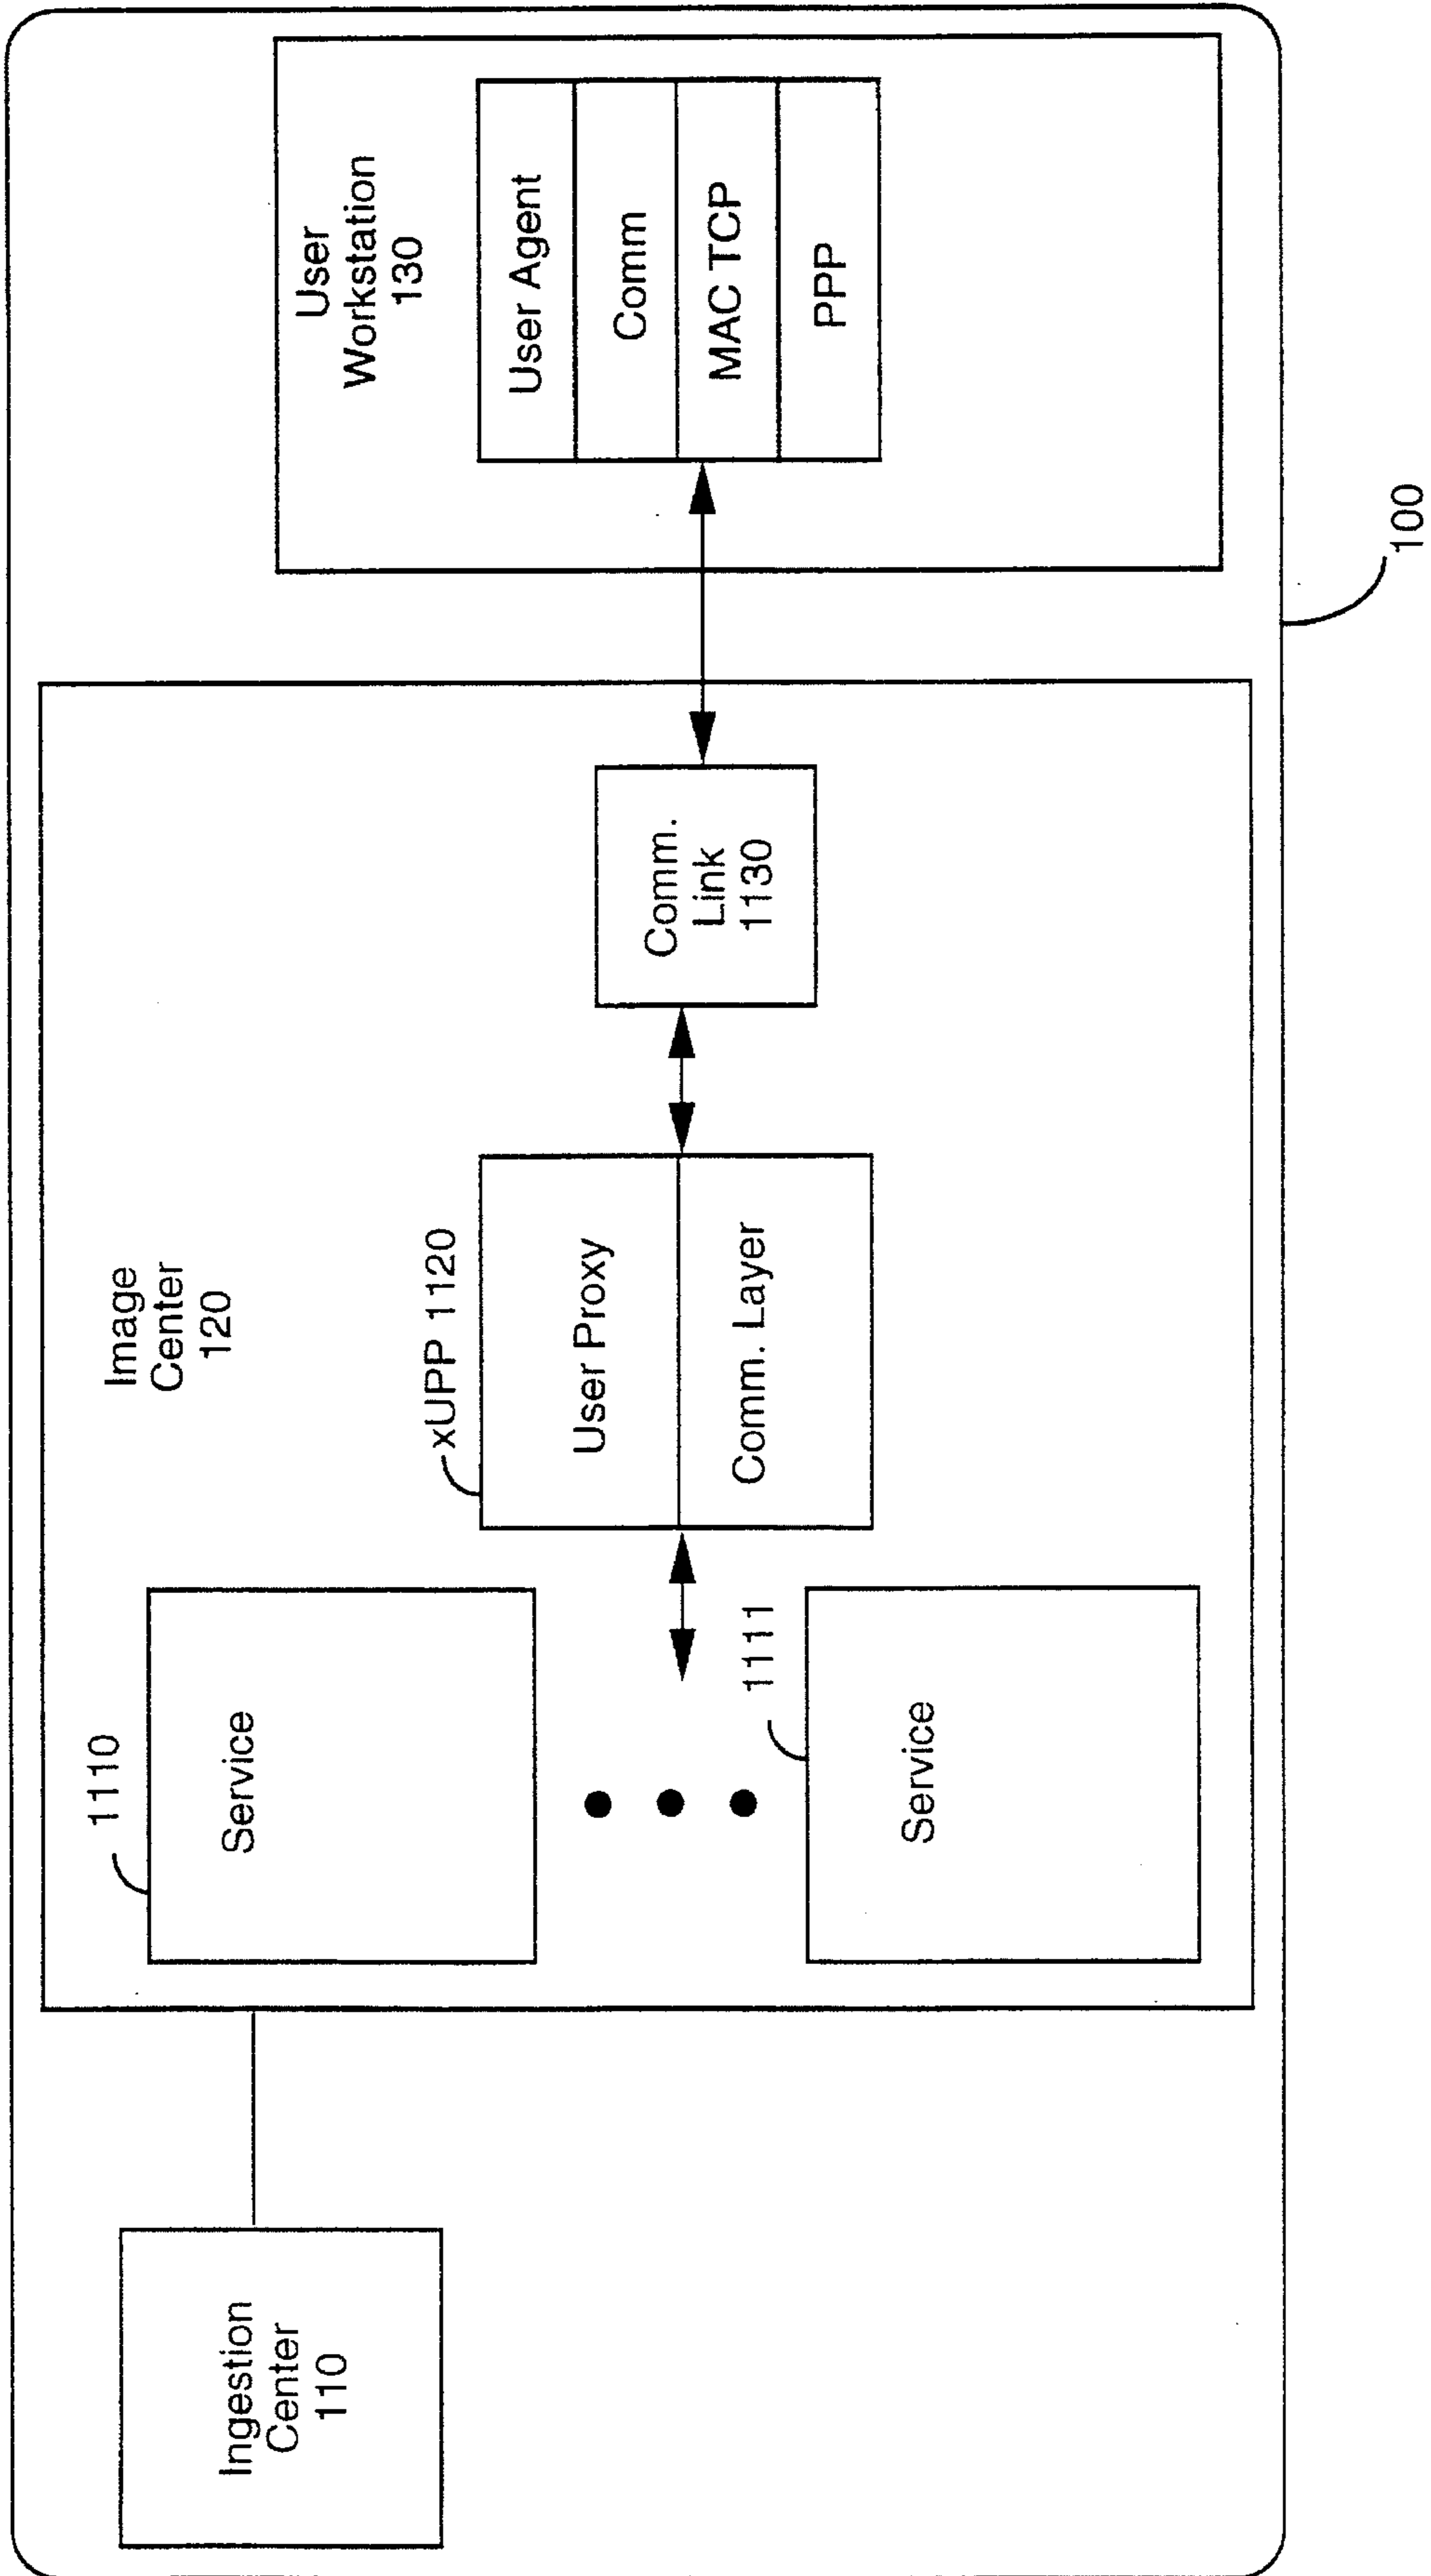 Ingestion
Center
110
Image
Center
120
1110
Service
1111
Service
xUPP 1120
User Proxy
Comm. Layer
Comm.
Link
1130
User
Workstation
130
User Agent
Comm
MAC TCP
PPP
100